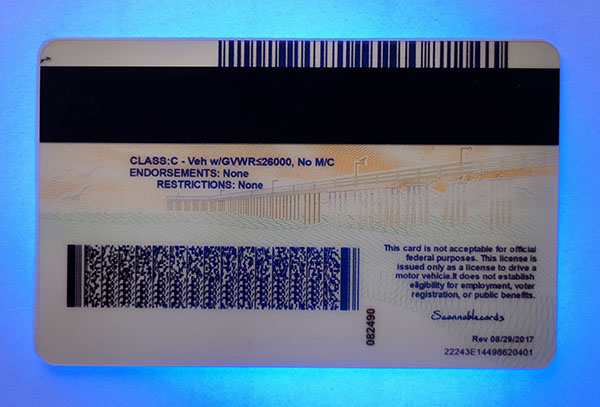 CLASS:C - Veh w/GVWR≤26000, No M/C
ENDORSEMENTS: None
RESTRICTIONS: None
This card is not acceptable for official
federal purposes. This license is
issued only as a license to drive a
motor vehicle.It does not establish
eligibility for employment, voter
registration, or public benefits.
Scannablecards
082490
Rev 08/29/2017
22243E14498620401